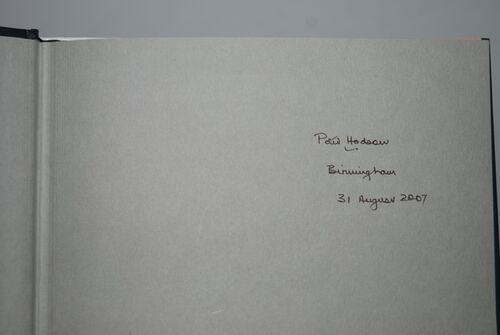 Paul Hodson
Birmingham
31 August 2007